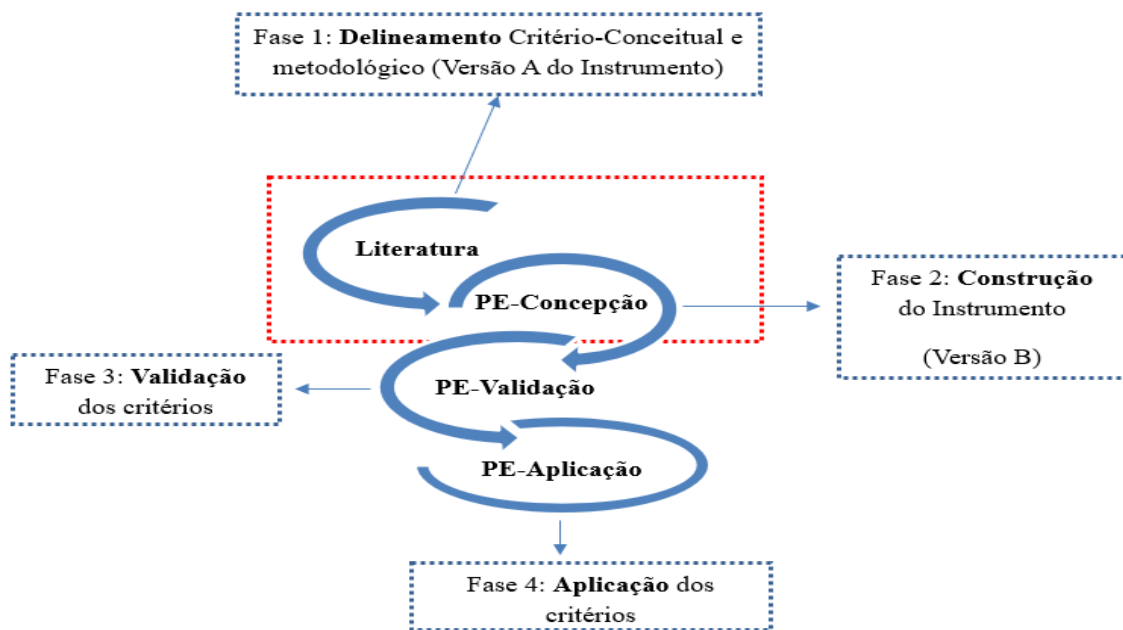 Fase 1: Delineamento Critério-Conceitual e
metodológico (Versão A do Instrumento)
Literatura
PE-Concepção
Fase 2: Construção
do Instrumento
(Versão B)
Fase 3: Validação
dos critérios
PE-Validação
PE-Aplicação
Fase 4: Aplicação dos
critérios